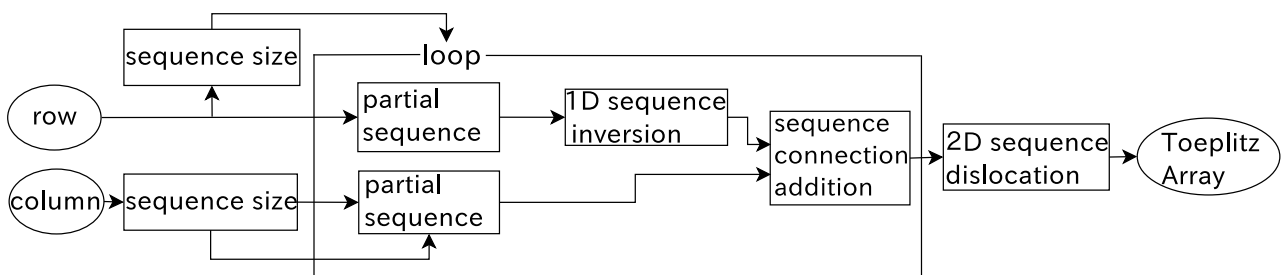 sequence size
loop
row
partial
sequence
1D sequence
inversion
sequence
connection
addition
2D sequence
dislocation
Toeplitz
Array
column
sequence size
partial
sequence